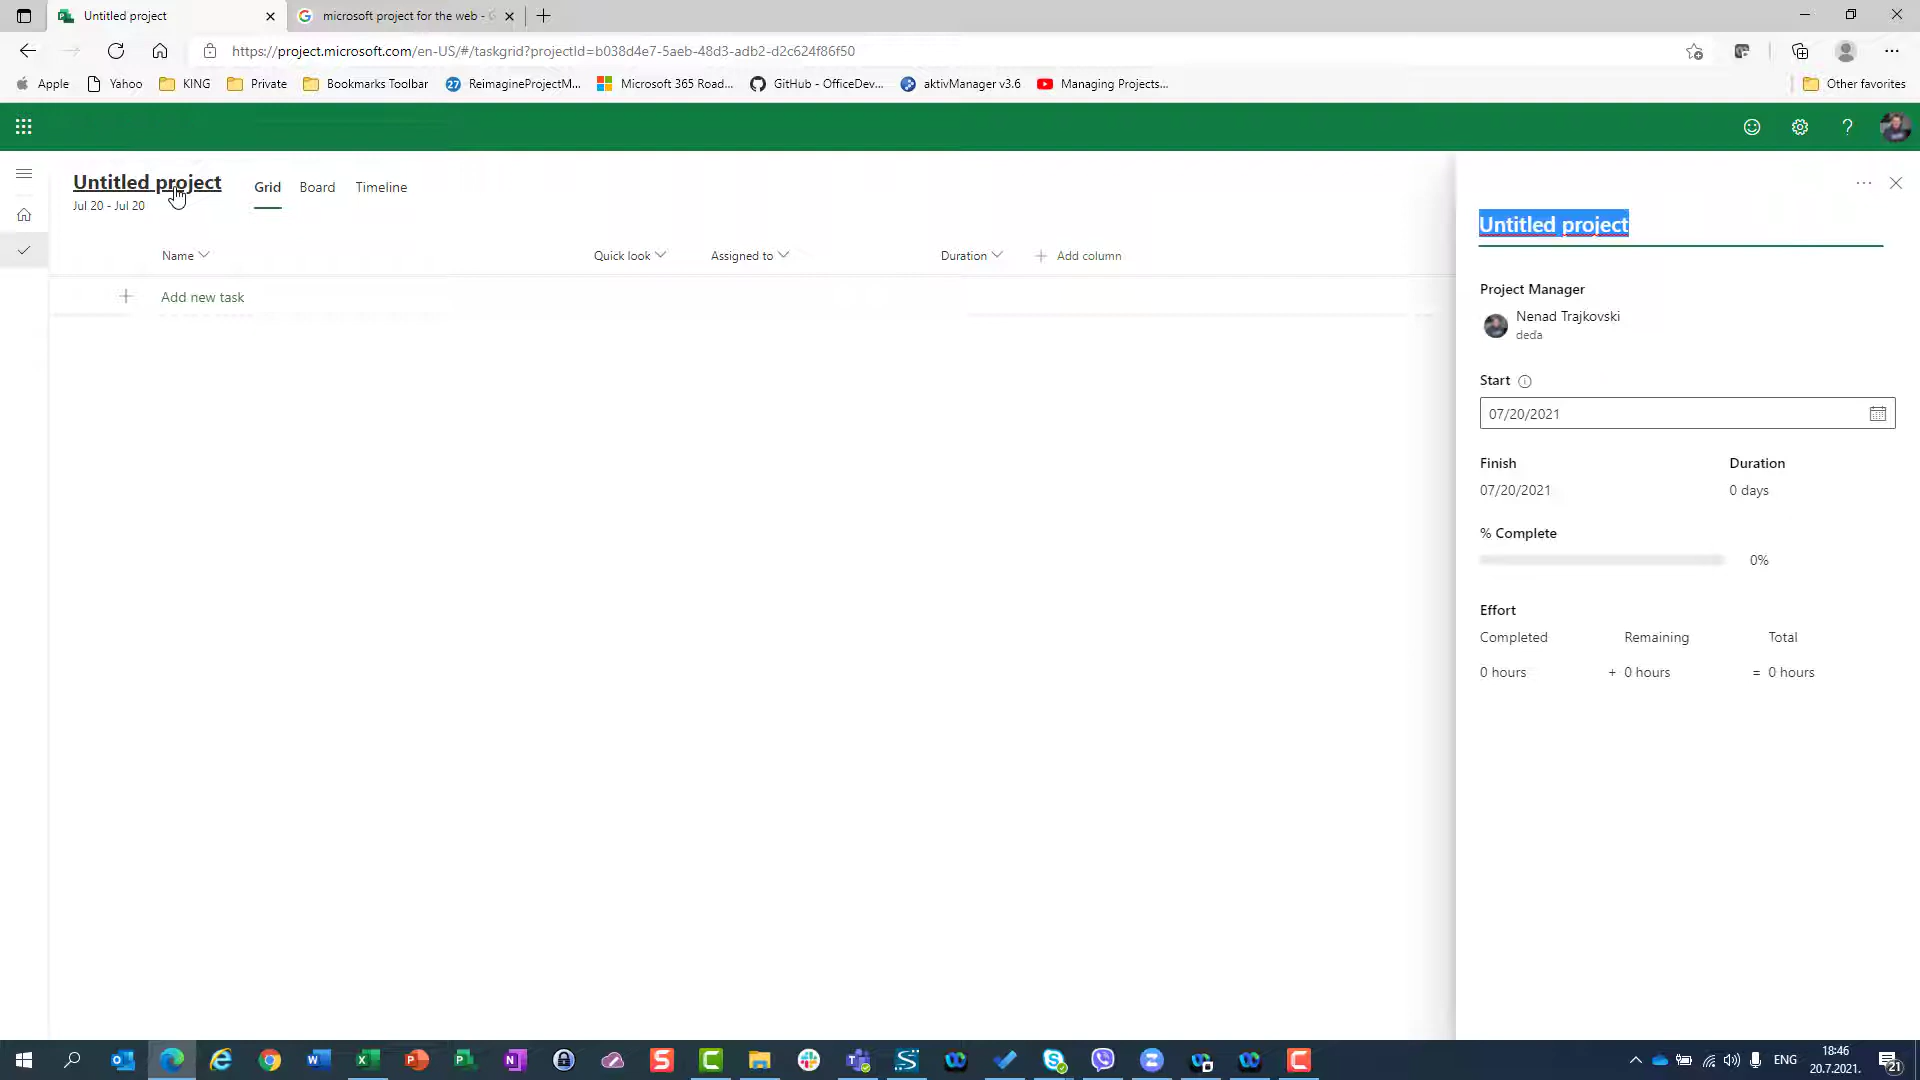 Untitled project
microsoft project for the web - G
https://project.microsoft.com/en-US/#/taskgrid?projectId=b038d4e7-5aeb-48d3-adb2-d2c624f86f50
Apple Yahoo KING Private Bookmarks Toolbar 27 ReimagineProjectM... Microsoft 365 Road... GitHub - OfficeDev... aktivManager v3.6 Managing Projects... Other favorites
Untitled project
Jul 20 - Jul 20
Grid Board Timeline
Name Quick look Assigned to Duration Add column
Add new task
Untitled project
Project Manager
Nenad Trajkovski
deda
Start
07/20/2021
Finish Duration
07/20/2021 0 days
% Complete
0%
Effort
Completed Remaining Total
0 hours + 0 hours = 0 hours
ENG
18:46
20.7.2021.
21